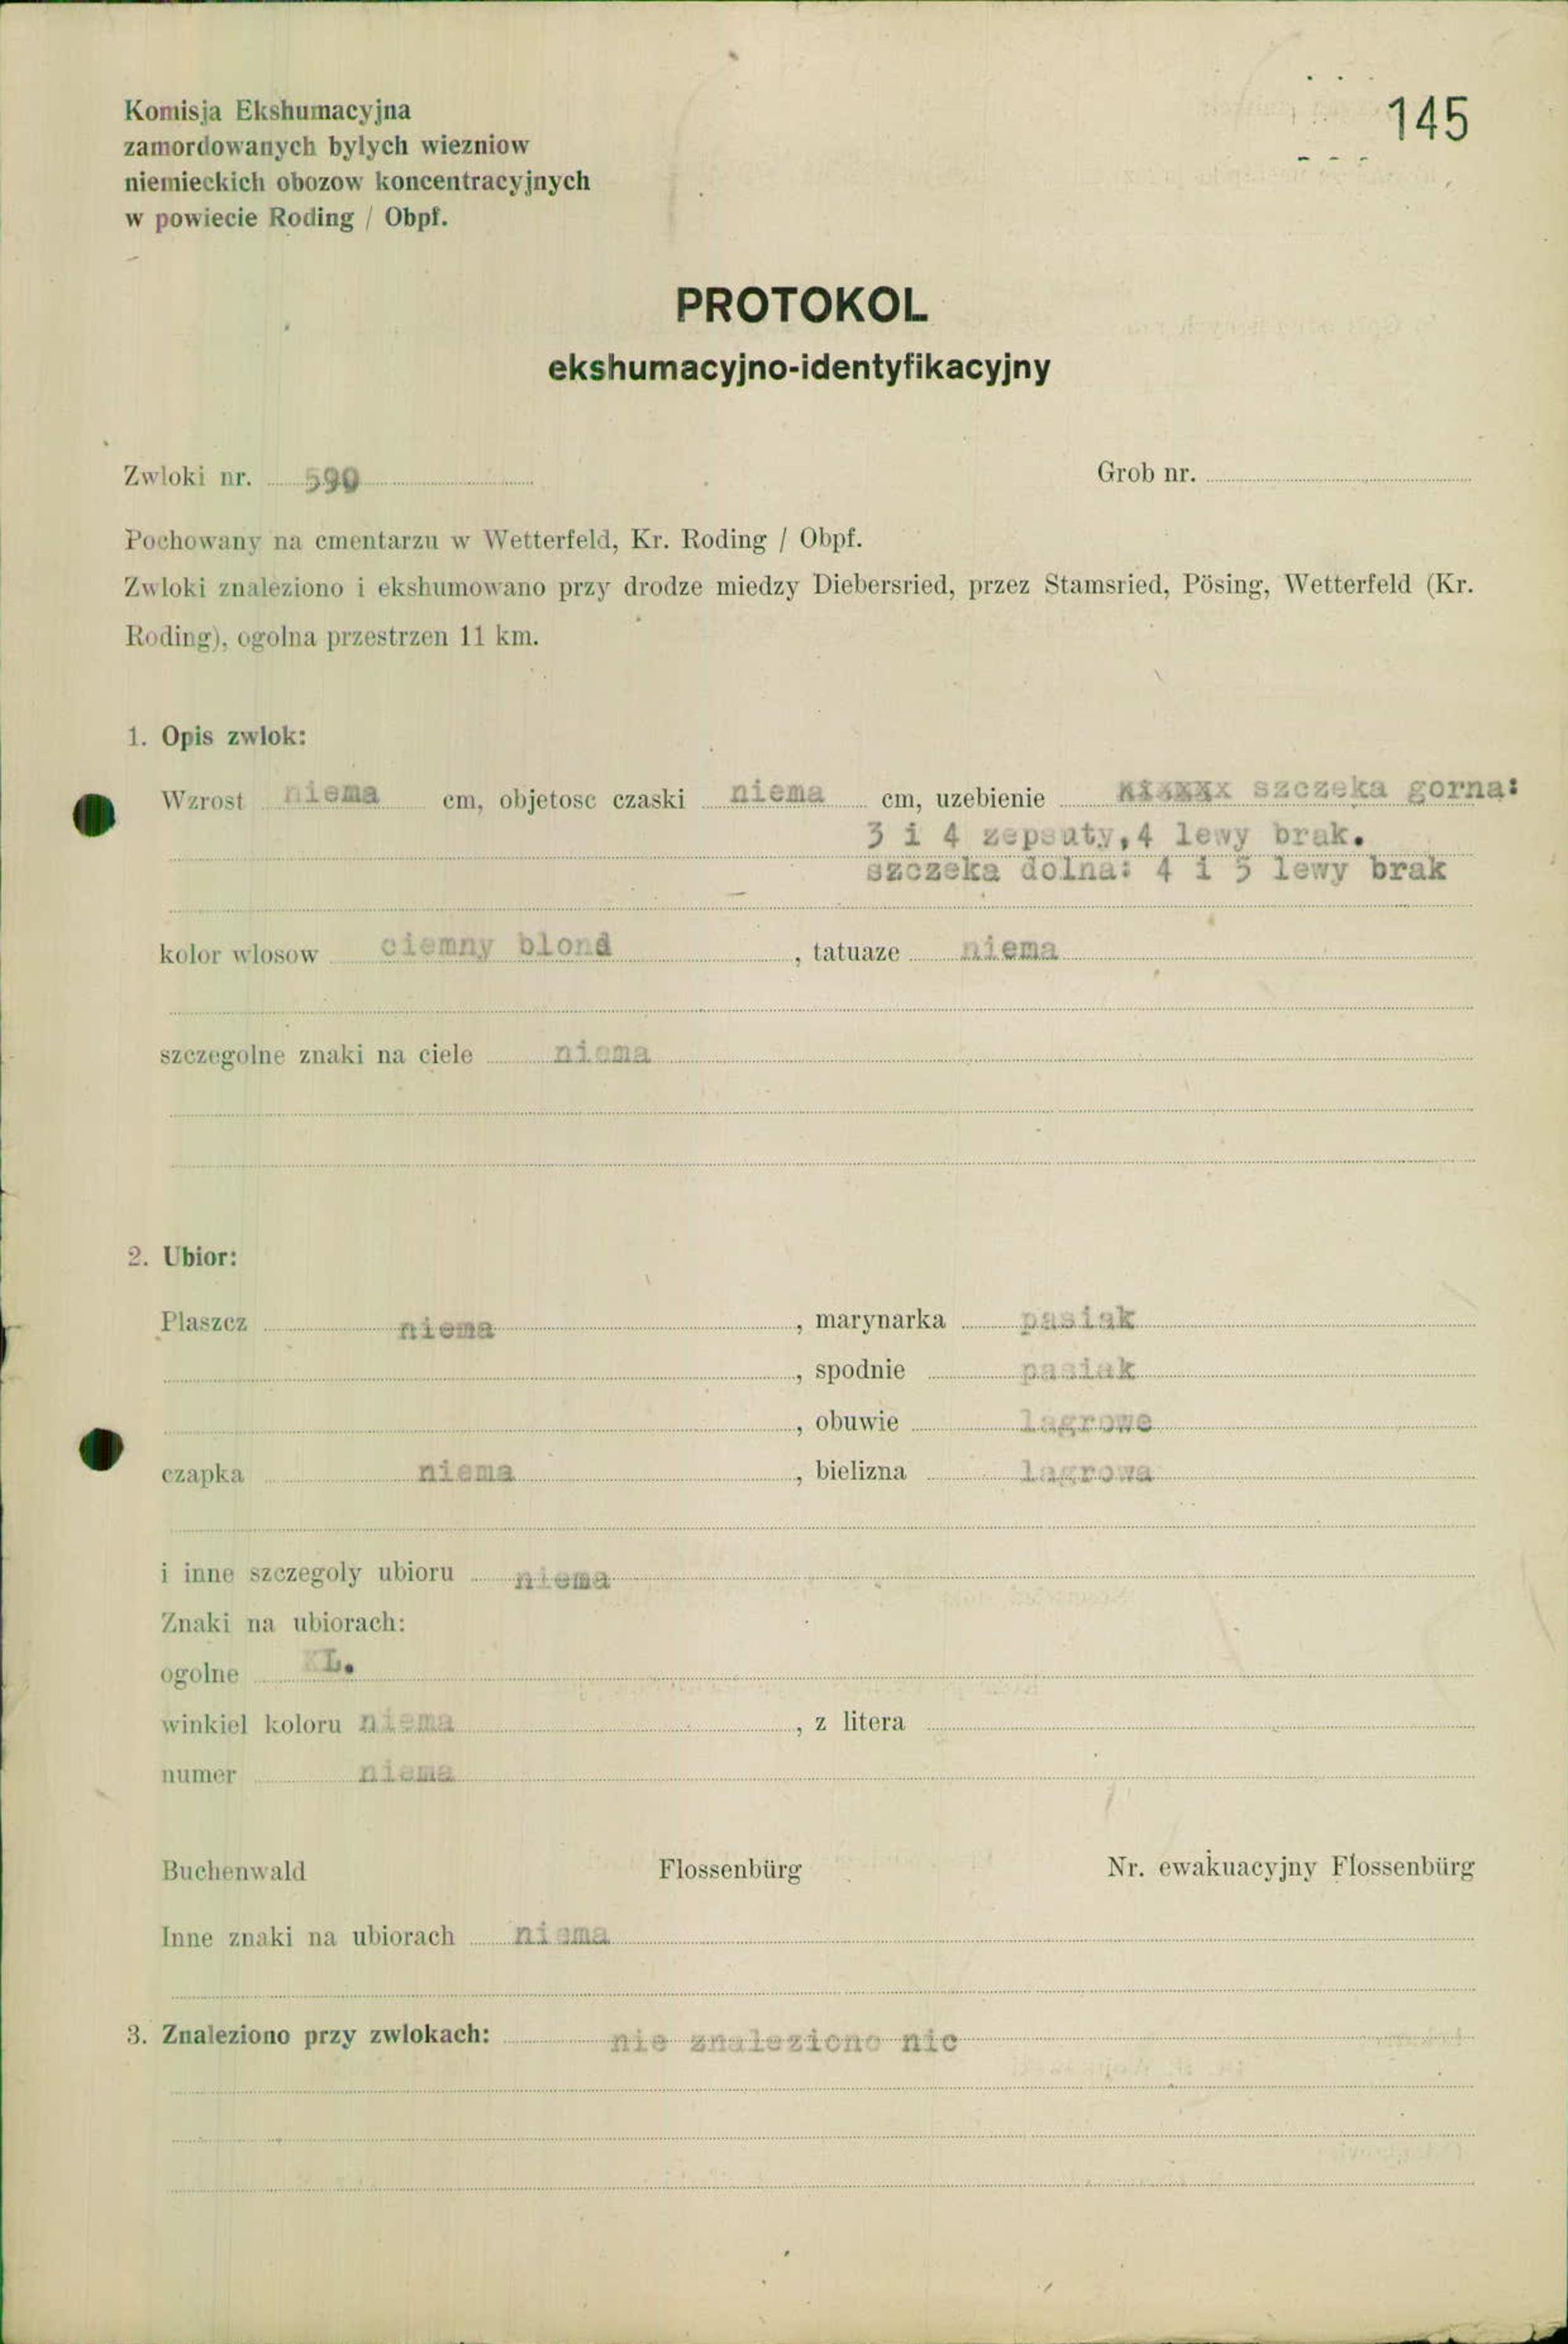 145
Komisja Ekshumacyjna
zamordowanych bylych wiezniow
niemieckich obozow koncentracyjnych
w powiecie Roding / Obpf.
PROTOKOL
ekshumacyjno-identyfikacyjny
Zwloki nr. 590 Grob nr.
Pochowany na cmentarzu w Wetterfeld, Kr. Roding / Obpf.
Zwloki znaleziono i ekshumowano przy drodze miedzy Diebersried, przez Stamsried, Pösing, Wetterfeld (Kr.
Roding), ogolna przestrzen 11 km.
1. Opis zwlok:
Wzrost niema cm, objetosc czaski niema cm, uzebienie szczeka gorna:
3 i 4 zepsuty, 4 lewy brak.
szczeka dolna: 4 i 5 lewy brak
kolor wlosow ciemny blond , tatuaze niema
szczegolne znaki na ciele niema
2. Ubior:
Plaszcz niema , marynarka pasiak
, spodnie pasiak
, obuwie lagrowe
czapka niema , bielizna lagrowa
i inne szczegoly ubioru niema
Znaki na ubiorach:
ogolne L.
winkiel koloru niema , z litera
numer niema
Buchenwald Flossenbürg Nr. ewakuacyjny Flossenbürg
Inne znaki na ubiorach niema
3. Znaleziono przy zwlokach: nie znaleziono nic